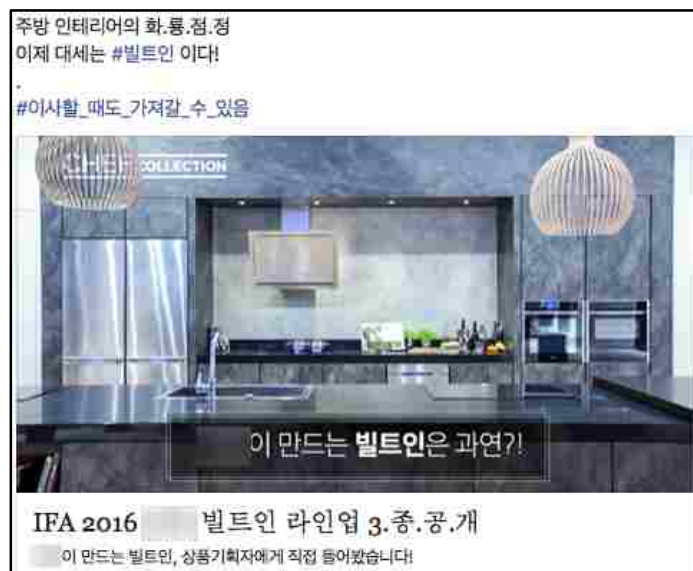 주방 인테리어의 화.룡.점.정
이제 대세는 #빌트인 이다!
.
#이사할_때도_가져갈_수_있음
CHEF COLLECTION
이 만드는 빌트인은 과연?!
IFA 2016 빌트인 라인업 3.종.공.개
이 만드는 빌트인, 상품기획자에게 직접 들어봤습니다!